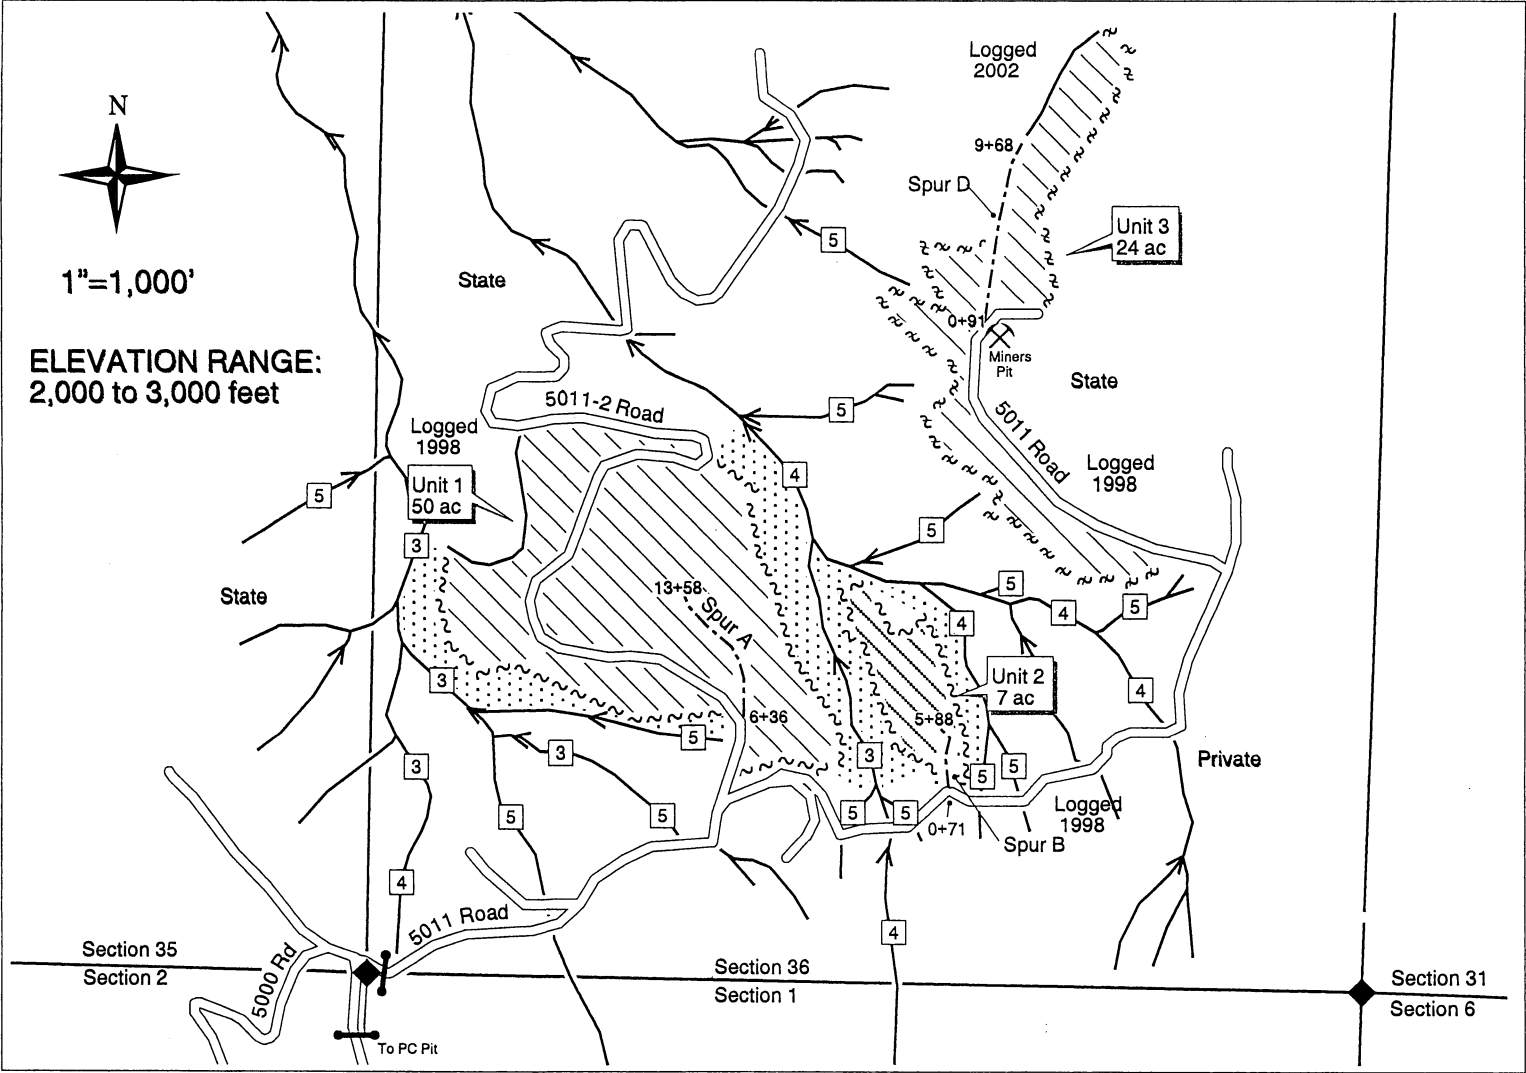 N
1"=1,000'
ELEVATION RANGE:
2,000 to 3,000 feet
Logged
2002
9+68
Spur D
Unit 3
24 ac
5
State
0+91
Miners
Pit
State
5011-2 Road
5
5011 Road
Logged
1998
Logged
1998
4
Unit 1
50 ac
5
5
3
State
13+58
Spur A
5
4
5
4
3
Unit 2
7 ac
4
6+36
5+88
5
3
3
3
5
5
Private
5
5
5
5
Logged
1998
0+71
Spur B
4
5011 Road
4
5000 Rd
Section 35
Section 2
Section 36
Section 1
Section 31
Section 6
To PC Pit